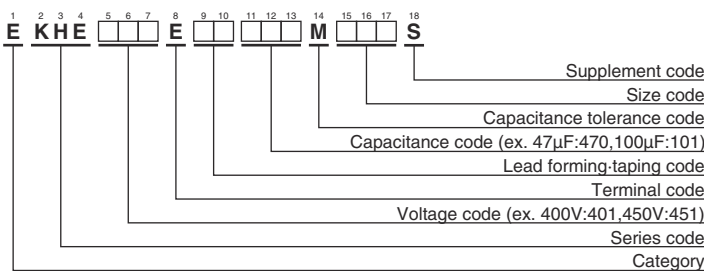 1 2 3 4 5 6 7 8 9 10 11 12 13 14 15 16 17 18
E KHE □□□ E □□ □□□ M □□□ S
Supplement code
Size code
Capacitance tolerance code
Capacitance code (ex. 47μF:470,100μF:101)
Lead forming·taping code
Terminal code
Voltage code (ex. 400V:401,450V:451)
Series code
Category